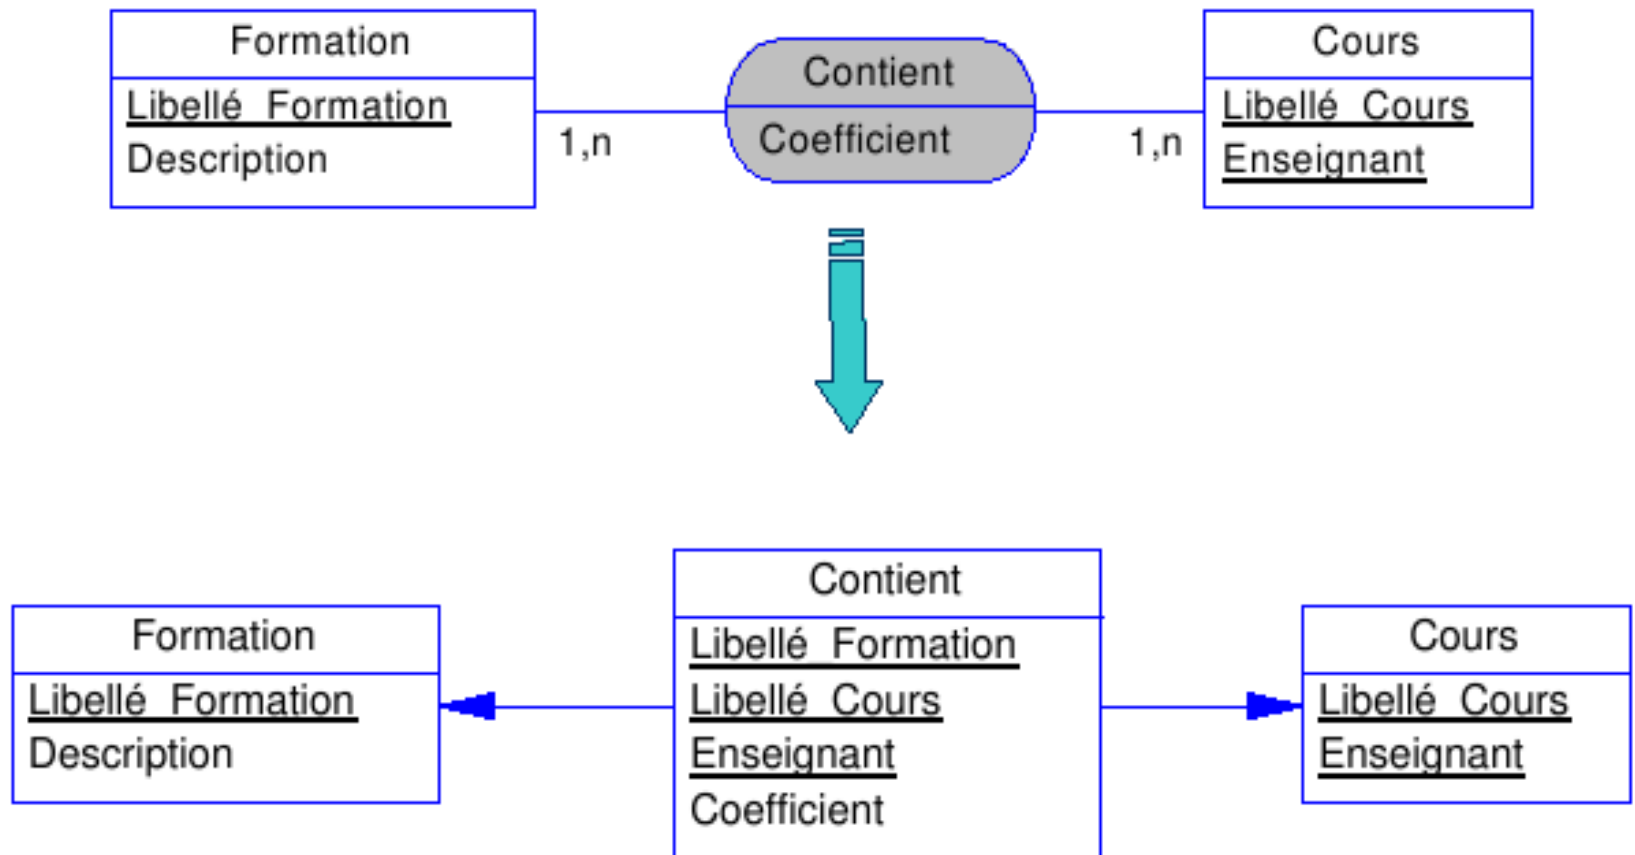 Formation
Libellé_Formation
Description
1,n
Contient
Coefficient
1,n
Cours
Libellé_Cours
Enseignant
Formation
Libellé_Formation
Description
Contient
Libellé_Formation
Libellé_Cours
Enseignant
Coefficient
Cours
Libellé_Cours
Enseignant